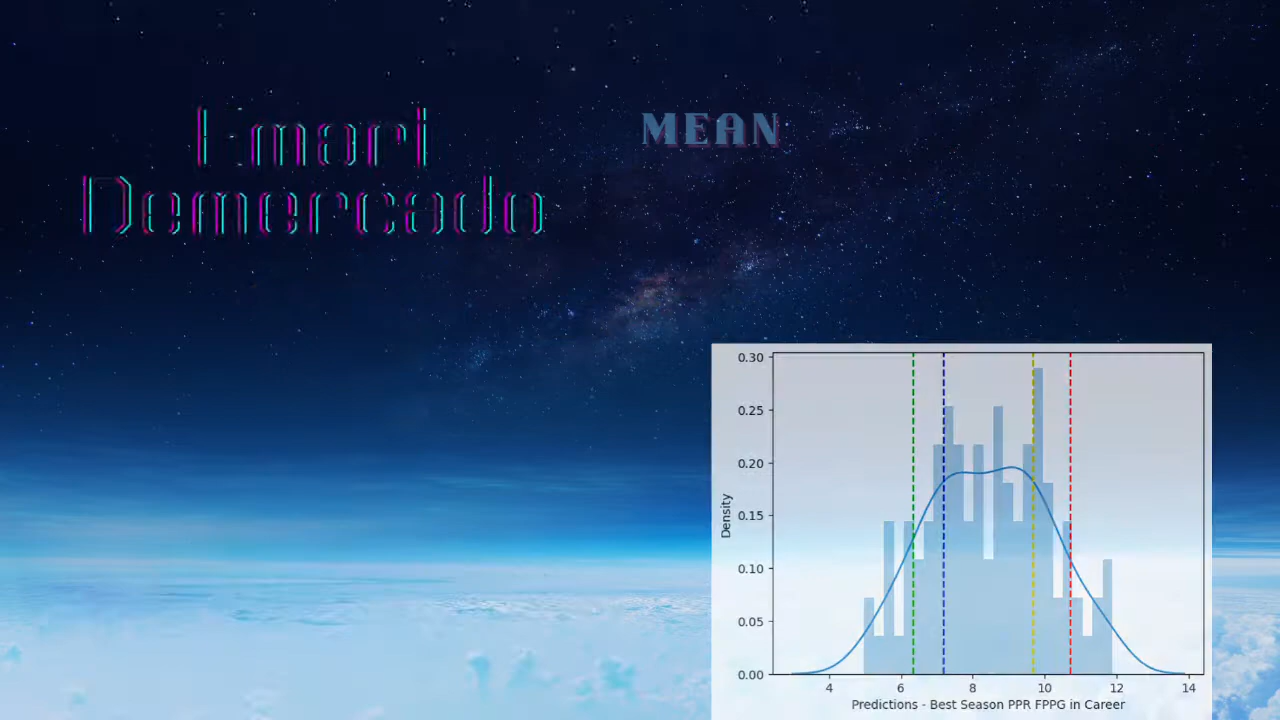 Emari
Demercado
MEAN
0.30
0.25
0.20
0.15
0.10
0.05
0.00
Density
4 6 8 10 12 14
Predictions - Best Season PPR FPPG in Career